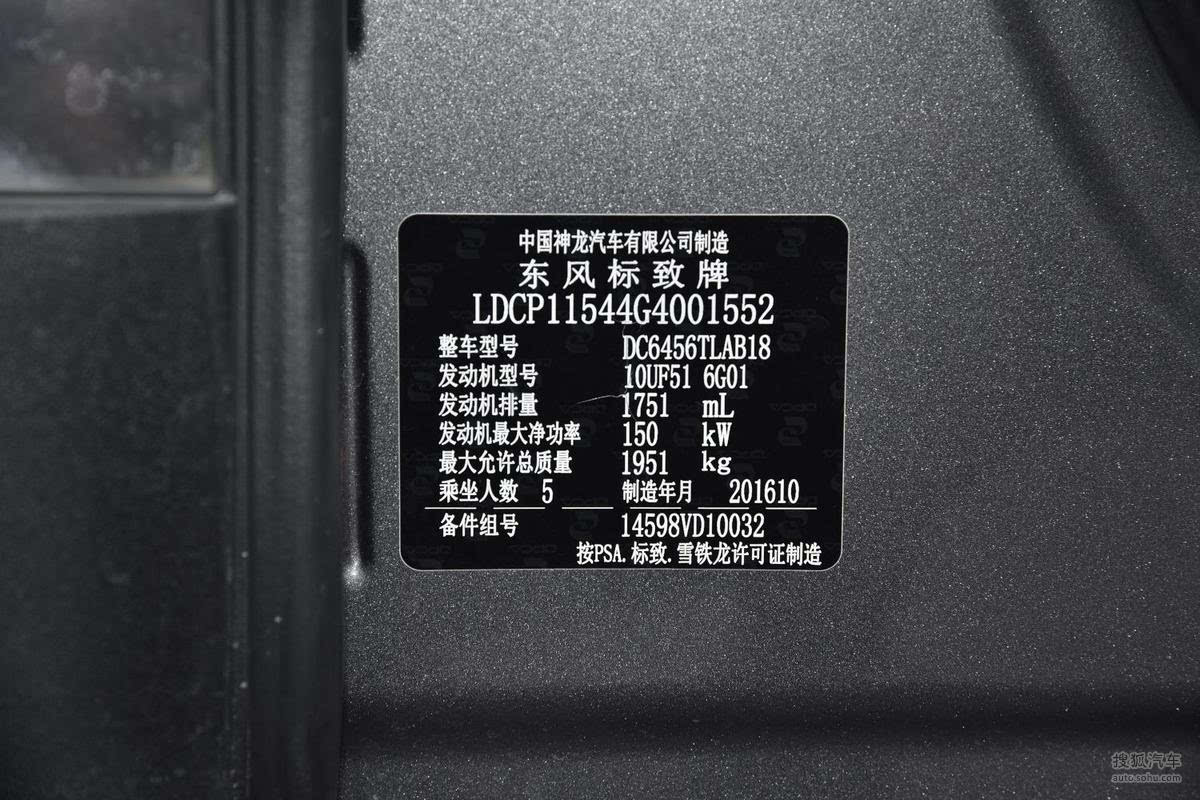 中国神龙汽车有限公司制造
东风标致牌
LDCP11544G4001552
整车型号 DC6456TLAB18
发动机型号 10UF51 6G01
发动机排量 1751 mL
发动机最大净功率 150 kW
最大允许总质量 1951 kg
乘坐人数 5 制造年月 201610
备件组号 14598VD10032
按PSA.标致.雪铁龙许可证制造
搜狐汽车
auto.sohu.com